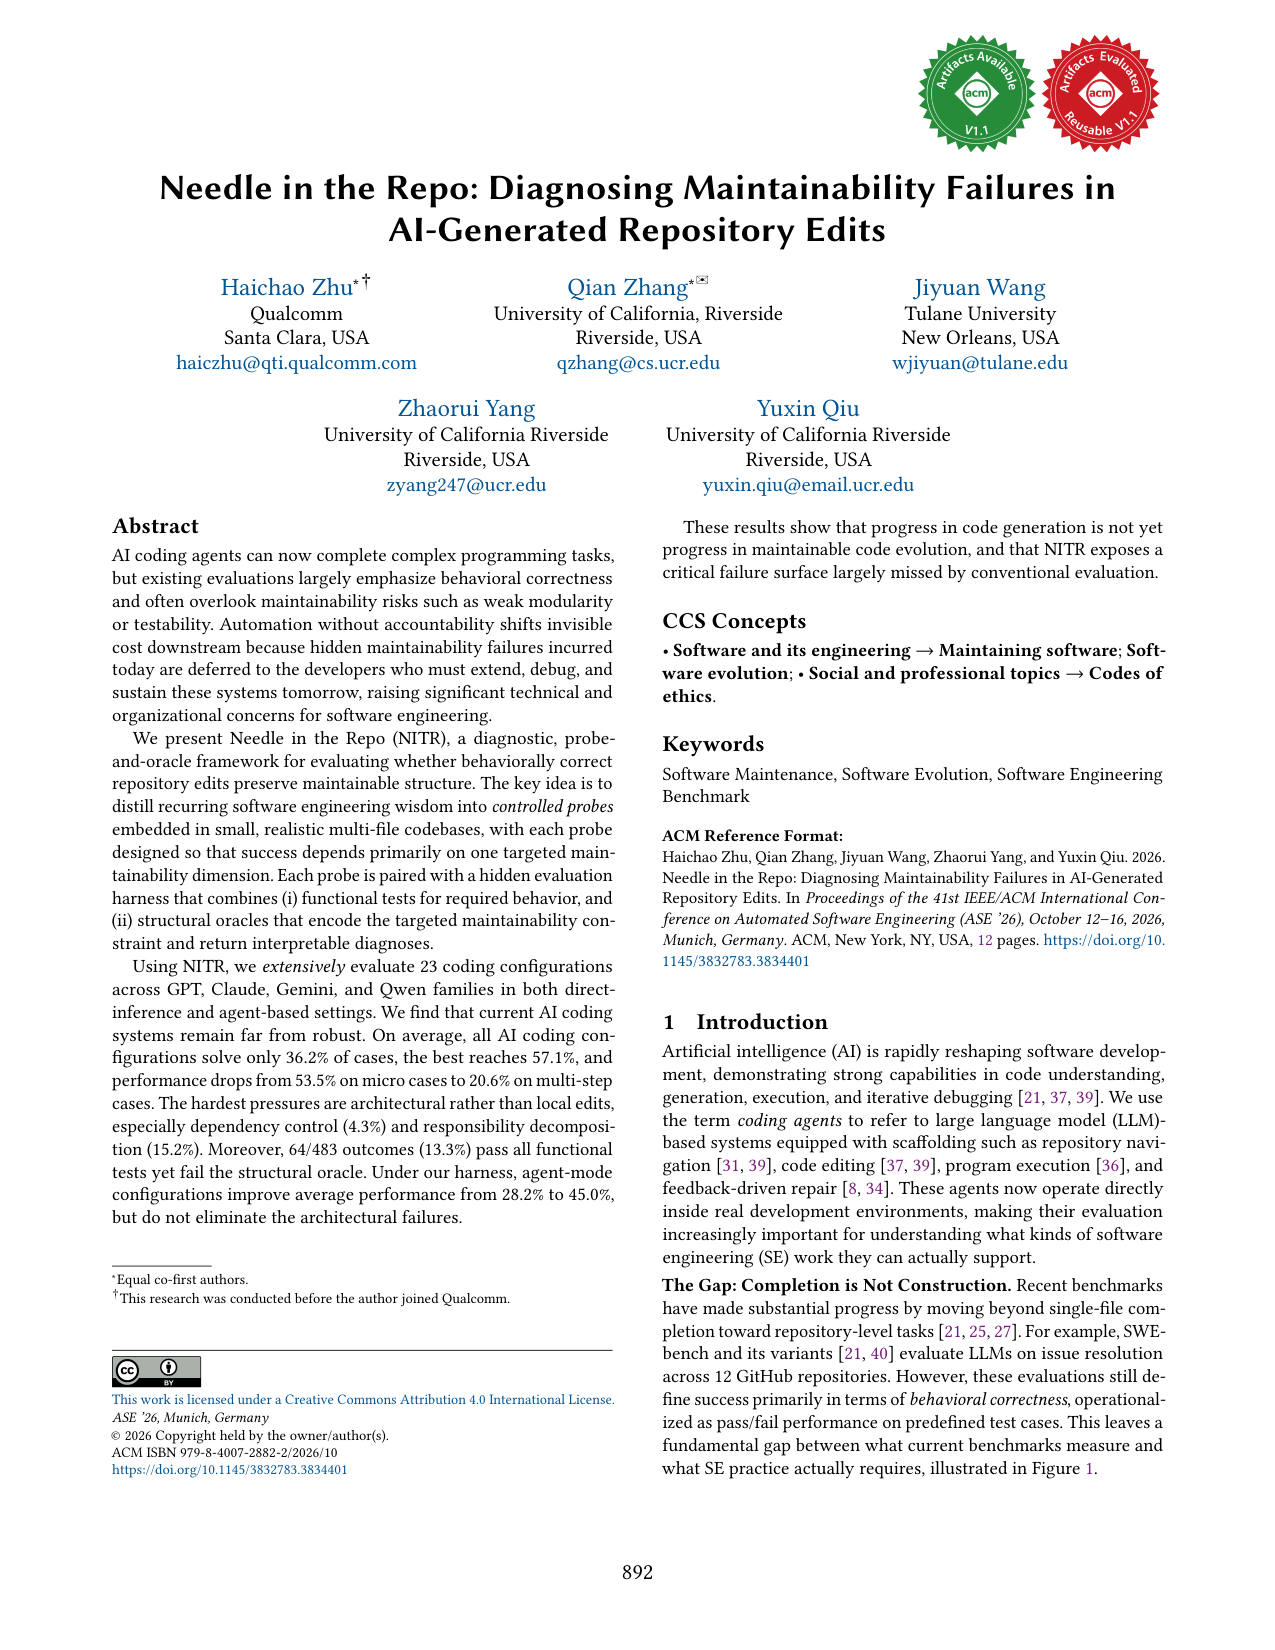 Artifacts Available
acm
V1.1
Artifacts Evaluated
acm
Reusable V1.1
Needle in the Repo: Diagnosing Maintainability Failures in
AI-Generated Repository Edits
Haichao Zhu*†
Qualcomm
Santa Clara, USA
haiczhu@qti.qualcomm.com
Qian Zhang*✉
University of California, Riverside
Riverside, USA
qzhang@cs.ucr.edu
Jiyuan Wang
Tulane University
New Orleans, USA
wjiyuan@tulane.edu
Zhaorui Yang
University of California Riverside
Riverside, USA
zyang247@ucr.edu
Yuxin Qiu
University of California Riverside
Riverside, USA
yuxin.qiu@email.ucr.edu
Abstract
AI coding agents can now complete complex programming tasks,
but existing evaluations largely emphasize behavioral correctness
and often overlook maintainability risks such as weak modularity
or testability. Automation without accountability shifts invisible
cost downstream because hidden maintainability failures incurred
today are deferred to the developers who must extend, debug, and
sustain these systems tomorrow, raising significant technical and
organizational concerns for software engineering.
We present Needle in the Repo (NITR), a diagnostic, probe-
and-oracle framework for evaluating whether behaviorally correct
repository edits preserve maintainable structure. The key idea is to
distill recurring software engineering wisdom into controlled probes
embedded in small, realistic multi-file codebases, with each probe
designed so that success depends primarily on one targeted main-
tainability dimension. Each probe is paired with a hidden evaluation
harness that combines (i) functional tests for required behavior, and
(ii) structural oracles that encode the targeted maintainability con-
straint and return interpretable diagnoses.
Using NITR, we extensively evaluate 23 coding configurations
across GPT, Claude, Gemini, and Qwen families in both direct-
inference and agent-based settings. We find that current AI coding
systems remain far from robust. On average, all AI coding con-
figurations solve only 36.2% of cases, the best reaches 57.1%, and
performance drops from 53.5% on micro cases to 20.6% on multi-step
cases. The hardest pressures are architectural rather than local edits,
especially dependency control (4.3%) and responsibility decomposi-
tion (15.2%). Moreover, 64/483 outcomes (13.3%) pass all functional
tests yet fail the structural oracle. Under our harness, agent-mode
configurations improve average performance from 28.2% to 45.0%,
but do not eliminate the architectural failures.
*Equal co-first authors.
†This research was conducted before the author joined Qualcomm.
cc
BY
This work is licensed under a Creative Commons Attribution 4.0 International License.
ASE ’26, Munich, Germany
© 2026 Copyright held by the owner/author(s).
ACM ISBN 979-8-4007-2882-2/2026/10
https://doi.org/10.1145/3832783.3834401
These results show that progress in code generation is not yet
progress in maintainable code evolution, and that NITR exposes a
critical failure surface largely missed by conventional evaluation.
CCS Concepts
• Software and its engineering → Maintaining software; Soft-
ware evolution; • Social and professional topics → Codes of
ethics.
Keywords
Software Maintenance, Software Evolution, Software Engineering
Benchmark
ACM Reference Format:
Haichao Zhu, Qian Zhang, Jiyuan Wang, Zhaorui Yang, and Yuxin Qiu. 2026.
Needle in the Repo: Diagnosing Maintainability Failures in AI-Generated
Repository Edits. In Proceedings of the 41st IEEE/ACM International Con-
ference on Automated Software Engineering (ASE ’26), October 12–16, 2026,
Munich, Germany. ACM, New York, NY, USA, 12 pages. https://doi.org/10.
1145/3832783.3834401
1 Introduction
Artificial intelligence (AI) is rapidly reshaping software develop-
ment, demonstrating strong capabilities in code understanding,
generation, execution, and iterative debugging [21, 37, 39]. We use
the term coding agents to refer to large language model (LLM)-
based systems equipped with scaffolding such as repository navi-
gation [31, 39], code editing [37, 39], program execution [36], and
feedback-driven repair [8, 34]. These agents now operate directly
inside real development environments, making their evaluation
increasingly important for understanding what kinds of software
engineering (SE) work they can actually support.
The Gap: Completion is Not Construction. Recent benchmarks
have made substantial progress by moving beyond single-file com-
pletion toward repository-level tasks [21, 25, 27]. For example, SWE-
bench and its variants [21, 40] evaluate LLMs on issue resolution
across 12 GitHub repositories. However, these evaluations still de-
fine success primarily in terms of behavioral correctness, operational-
ized as pass/fail performance on predefined test cases. This leaves a
fundamental gap between what current benchmarks measure and
what SE practice actually requires, illustrated in Figure 1.
892